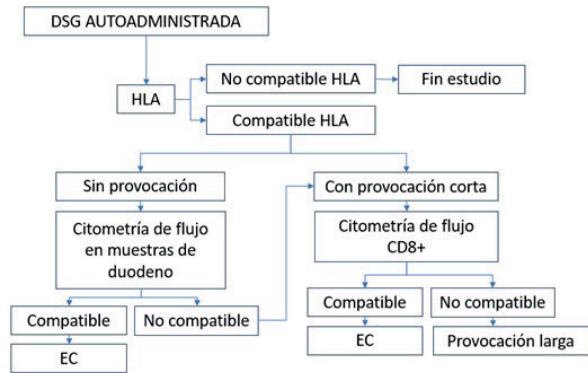 DSG AUTOADMINISTRADA
HLA
No compatible HLA
Fin estudio
Compatible HLA
Sin provocación
Con provocación corta
Citometría de flujo
en muestras de
duodeno
Citometría de flujo
CD8+
Compatible
No compatible
Compatible
No compatible
EC
EC
Provocación larga